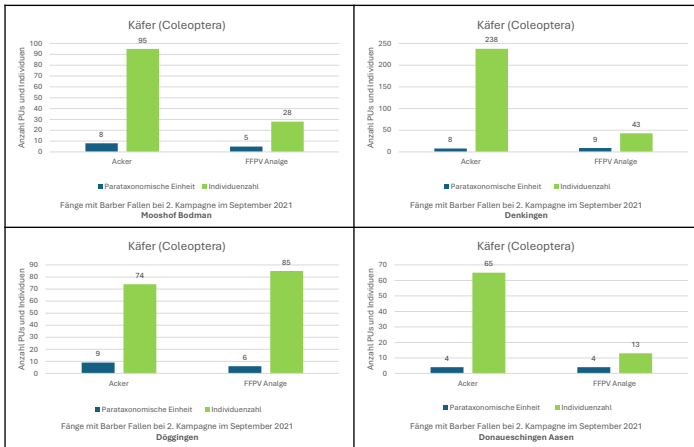 Käfer (Coleoptera)
Anzahl PUs und Individuen
100
90
80
70
60
50
40
30
20
10
0
8
95
5
28
Acker
FFPV Analge
Parataxonomische Einheit
Individuenzahl
Fänge mit Barber Fallen bei 2. Kampagne im September 2021
Mooshof Bodman
Käfer (Coleoptera)
Anzahl PUs und Individuen
250
200
150
100
50
0
8
238
9
43
Acker
FFPV Analge
Parataxonomische Einheit
Individuenzahl
Fänge mit Barber Fallen bei 2. Kampagne im September 2021
Denkingen
Käfer (Coleoptera)
Anzahl PUs und Individuen
90
80
70
60
50
40
30
20
10
0
9
74
6
85
Acker
FFPV Analge
Parataxonomische Einheit
Individuenzahl
Fänge mit Barber Fallen bei 2. Kampagne im September 2021
Döggingen
Käfer (Coleoptera)
Anzahl PUs und Individuen
70
60
50
40
30
20
10
0
4
65
4
13
Acker
FFPV Analge
Parataxonomische Einheit
Individuenzahl
Fänge mit Barber Fallen bei 2. Kampagne im September 2021
Donaueschingen Aasen